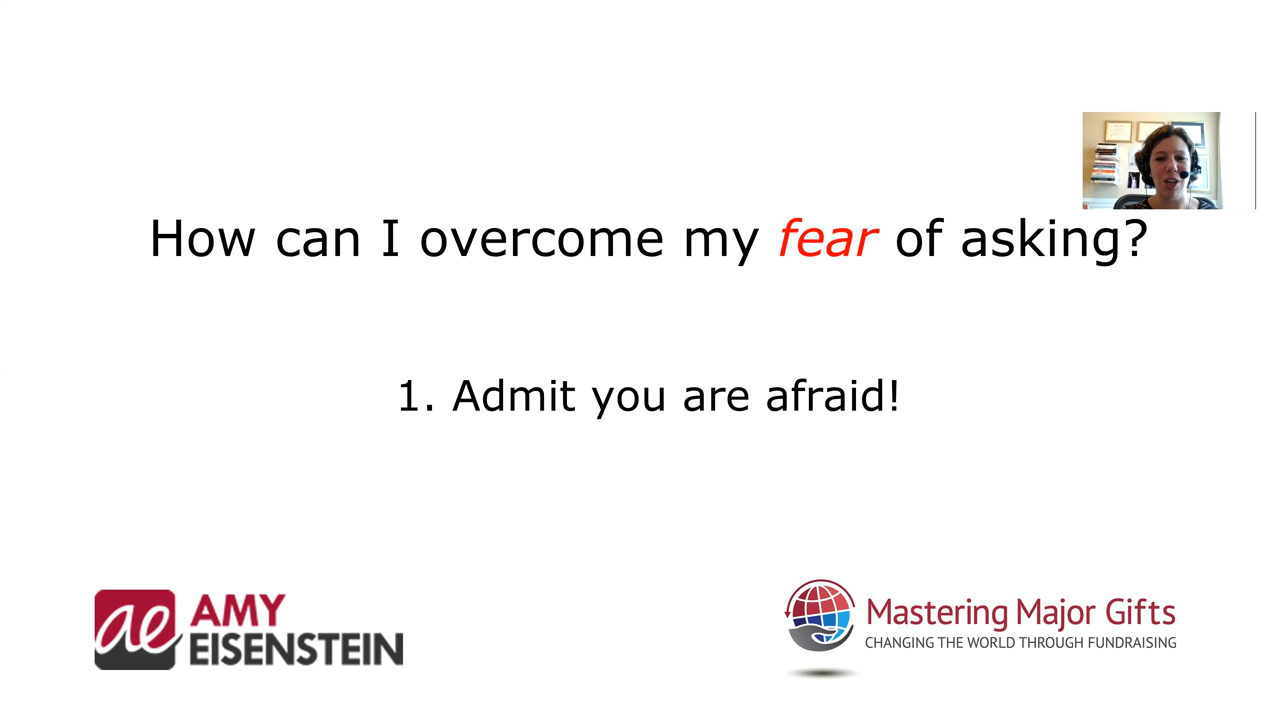 How can I overcome my fear of asking?
1. Admit you are afraid!
ae AMY
EISENSTEIN
Mastering Major Gifts
CHANGING THE WORLD THROUGH FUNDRAISING